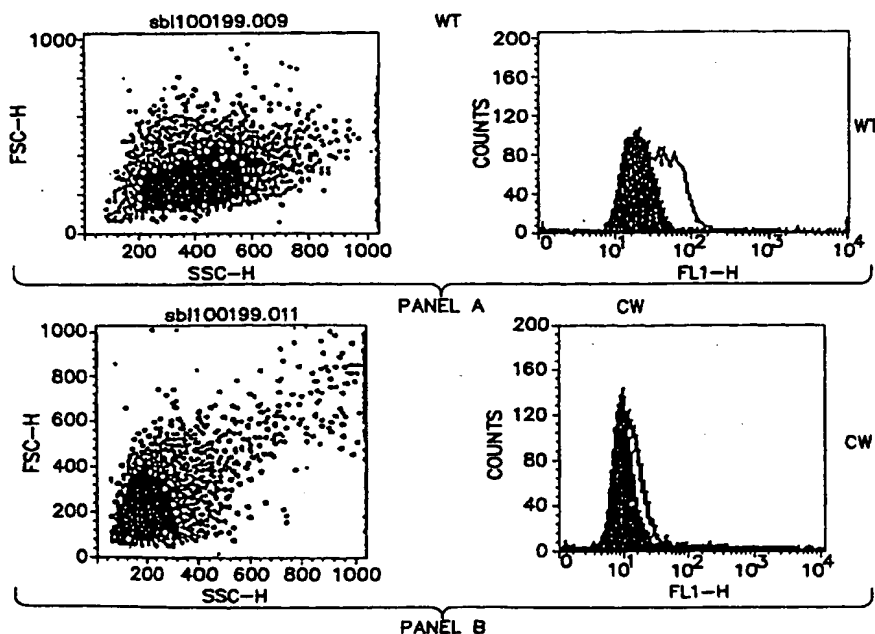 sbl100199.009
WT
1000
FSC-H
0
200 400 600 800 1000
SSC-H
200
160
120
80
40
0
COUNTS
WT
0 10¹ 10² 10³ 10⁴
FL1-H
PANEL A
sbl100199.011
CW
1000
800
600
400
200
0
FSC-H
200 400 600 800 1000
SSC-H
200
160
120
80
40
0
COUNTS
CW
0 10¹ 10² 10³ 10⁴
FL1-H
PANEL B